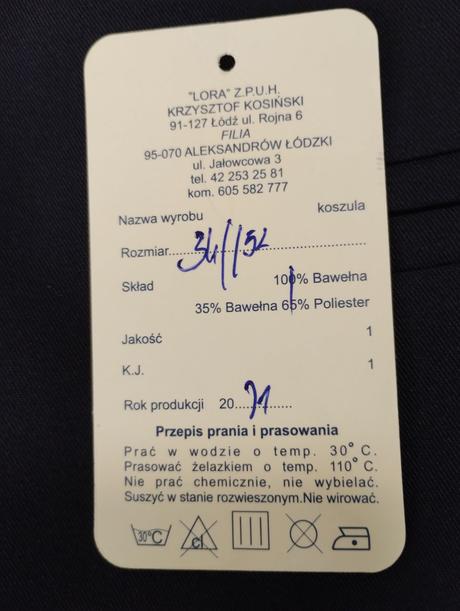 "LORA" Z.P.U.H.
KRZYSZTOF KOSIŃSKI
91-127 Łódź ul. Rojna 6
FILIA
95-070 ALEKSANDRÓW ŁÓDZKI
ul. Jałowcowa 3
tel. 42 253 25 81
kom. 605 582 777
Nazwa wyrobu koszula
Rozmiar
Skład 100% Bawełna
35% Bawełna 65% Poliester
Jakość 1
K.J. 1
Rok produkcji 20 21
Przepis prania i prasowania
Prać w wodzie o temp. 30° C.
Prasować żelazkiem o temp. 110° C.
Nie prać chemicznie, nie wybielać.
Suszyć w stanie rozwieszonym.Nie wirować.
30°C cl